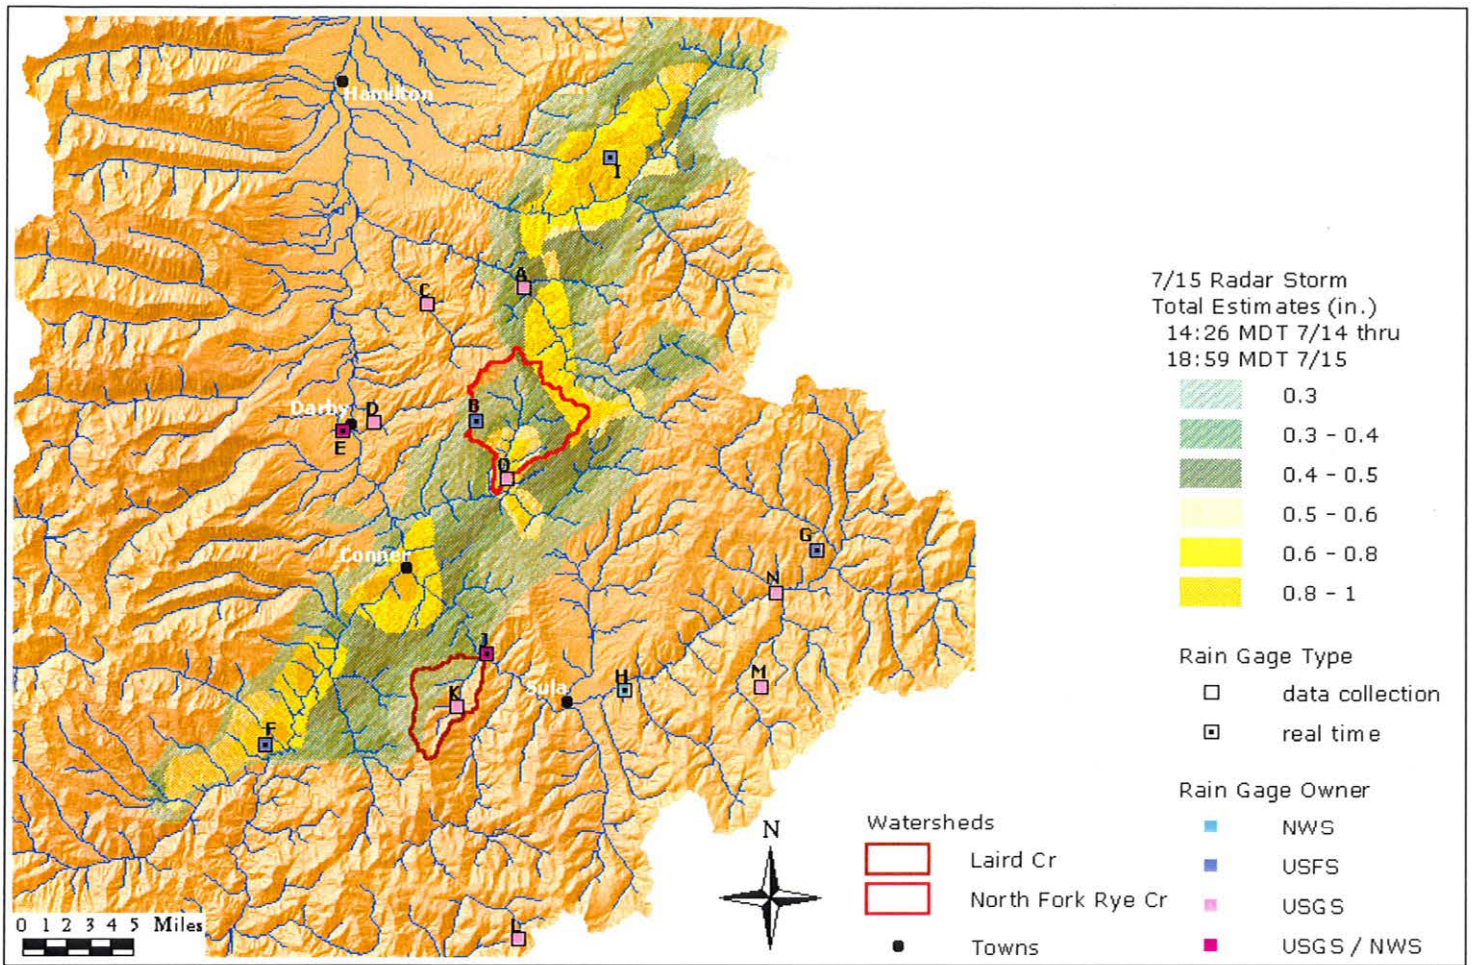 Hamilton
I
A
C
Darby
D
B
E
O
Conner
G
N
J
Sula
H
M
K
F
L
7/15 Radar Storm
Total Estimates (in.)
14:26 MDT 7/14 thru
18:59 MDT 7/15
0.3
0.3 - 0.4
0.4 - 0.5
0.5 - 0.6
0.6 - 0.8
0.8 - 1
Rain Gage Type
data collection
real time
Rain Gage Owner
NWS
USFS
USGS
USGS / NWS
Watersheds
Laird Cr
North Fork Rye Cr
Towns
N
0 1 2 3 4 5 Miles